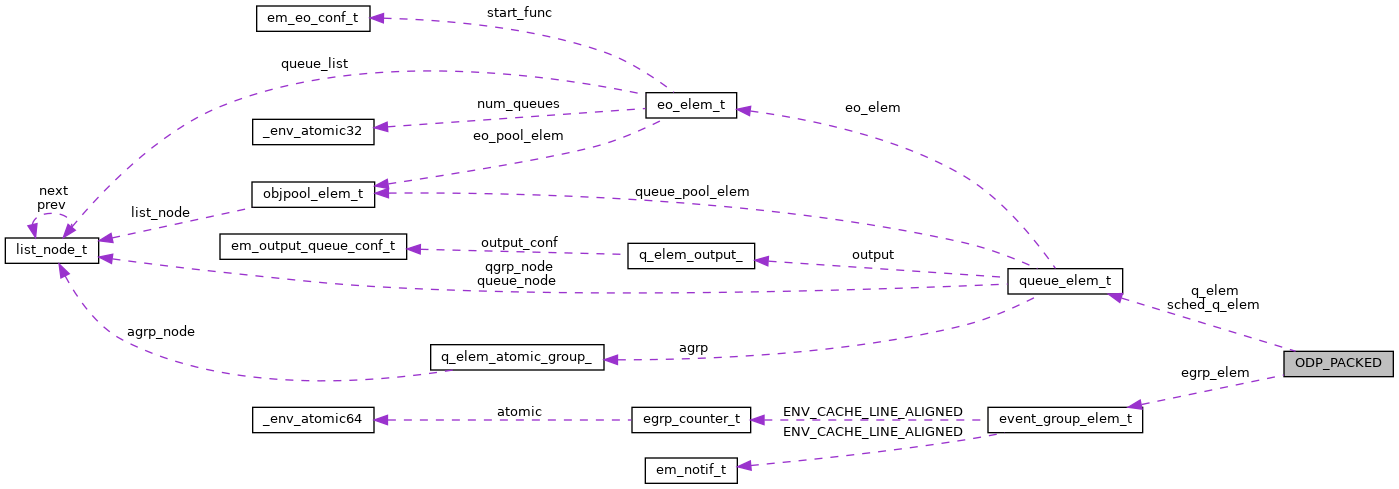 em_eo_conf_t
start_func
queue_list
eo_elem_t
num_queues
_env_atomic32
eo_elem
eo_pool_elem
objpool_elem_t
queue_pool_elem
next
prev
list_node
list_node_t
em_output_queue_conf_t
output_conf
q_elem_output_
output
qgrp_node
queue_node
queue_elem_t
q_elem
sched_q_elem
agrp_node
q_elem_atomic_group_
agrp
ODP_PACKED
egrp_elem
_env_atomic64
atomic
egrp_counter_t
ENV_CACHE_LINE_ALIGNED
event_group_elem_t
ENV_CACHE_LINE_ALIGNED
em_notif_t